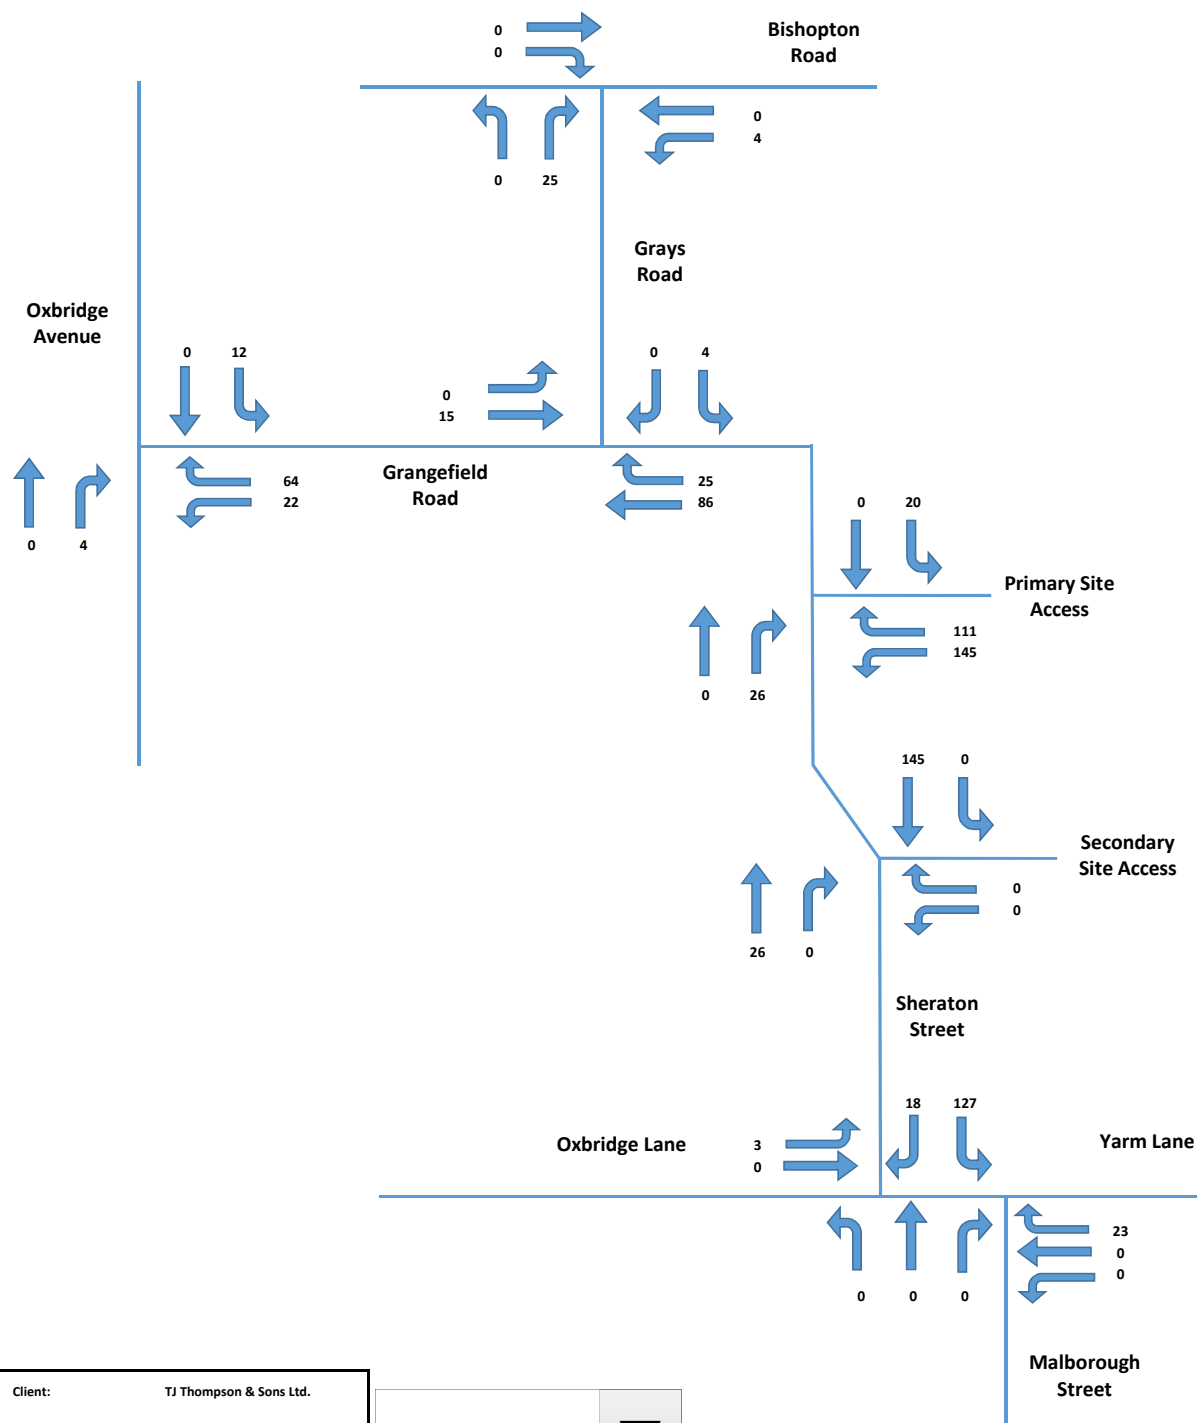 0
0
Bishopton
Road
0
4
0 25
Grays
Road
Oxbridge
Avenue
0 12
0
15
0 4
64
22
Grangefield
Road
25
86
0 4
0 20
Primary Site
Access
111
145
0 26
145 0
Secondary
Site Access
0
0
26 0
Sheraton
Street
18 127
Oxbridge Lane
3
0
Yarm Lane
23
0
0
0 0 0
Malborough
Street
Client: TJ Thompson & Sons Ltd.